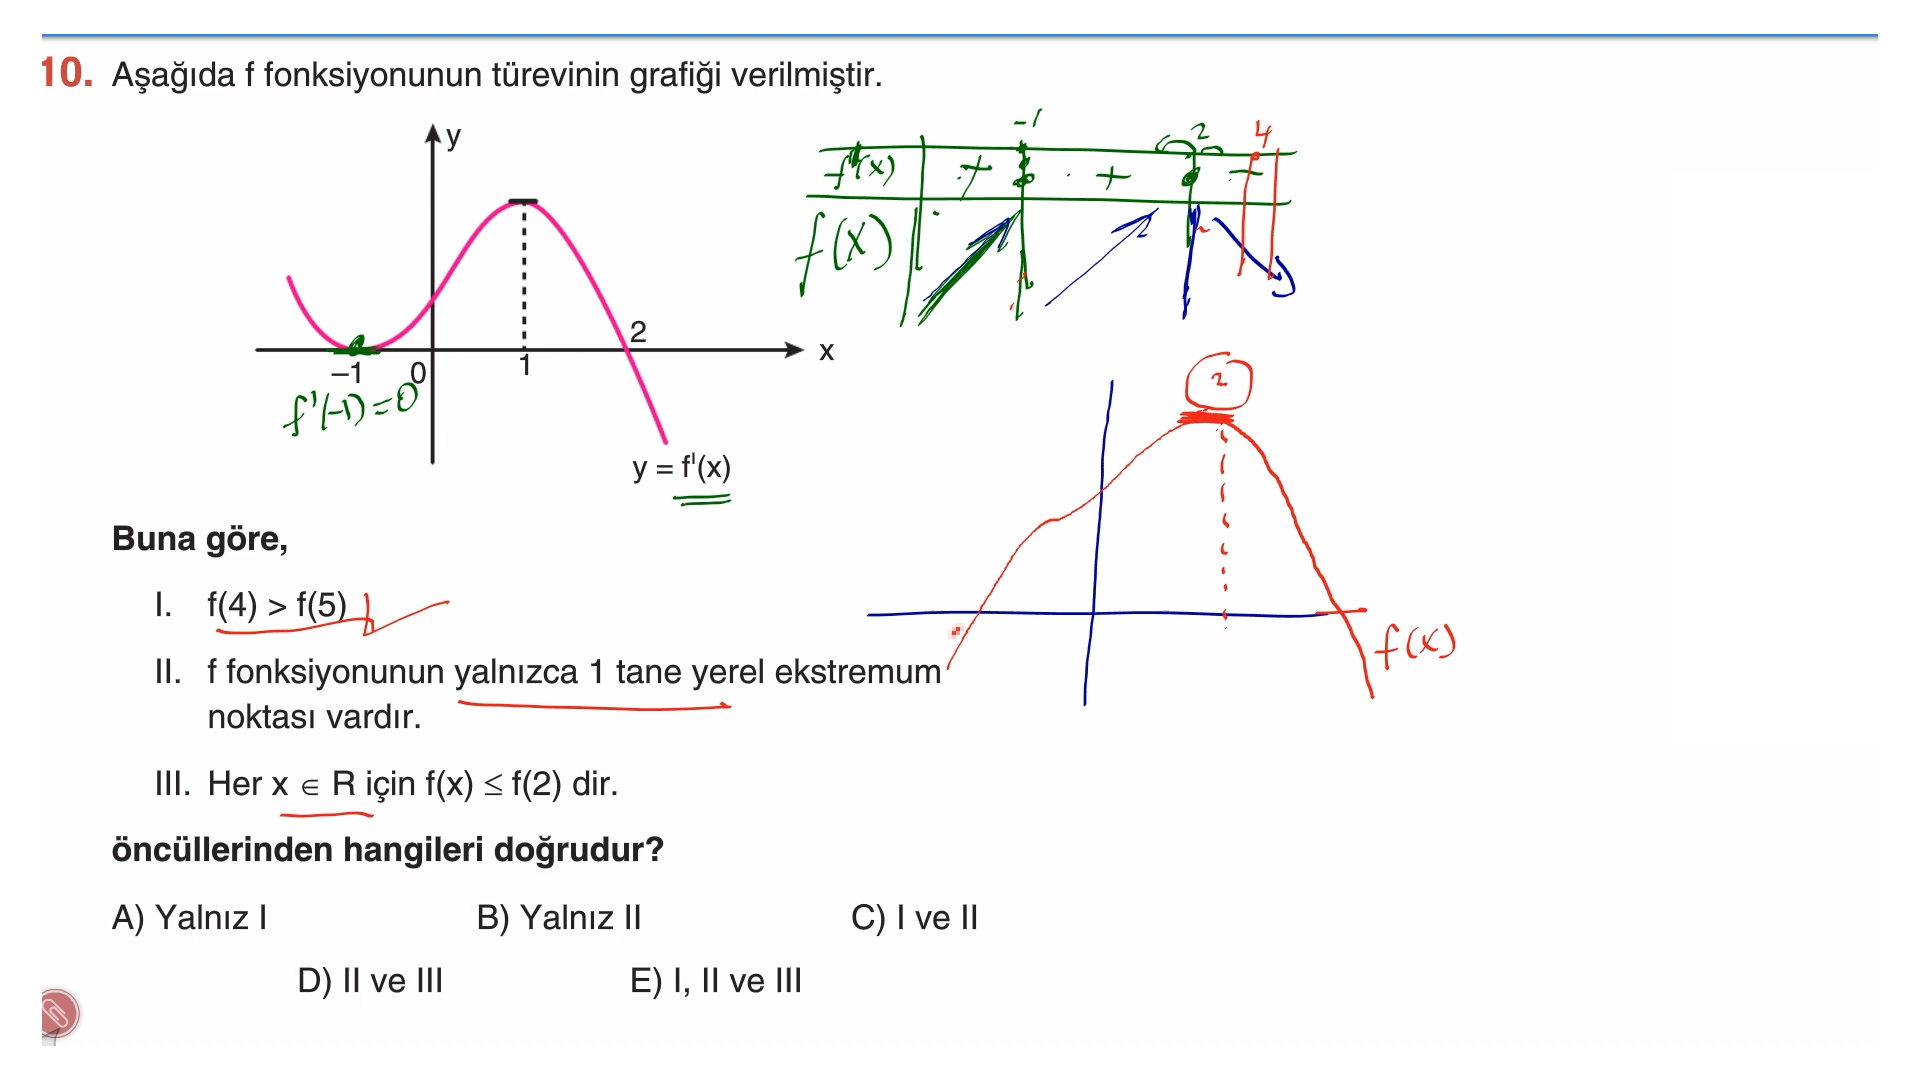 10. Aşağıda f fonksiyonunun türevinin grafiği verilmiştir.
y
-1 2 4
f'(x) + + -
f(x)
2
2
x
-1 0 1
f'(-1)=0
y = f'(x)
Buna göre,
I. f(4) > f(5)
f(x)
II. f fonksiyonunun yalnızca 1 tane yerel ekstremum
noktası vardır.
III. Her x ∈ R için f(x) ≤ f(2) dir.
öncüllerinden hangileri doğrudur?
A) Yalnız I B) Yalnız II C) I ve II
D) II ve III E) I, II ve III